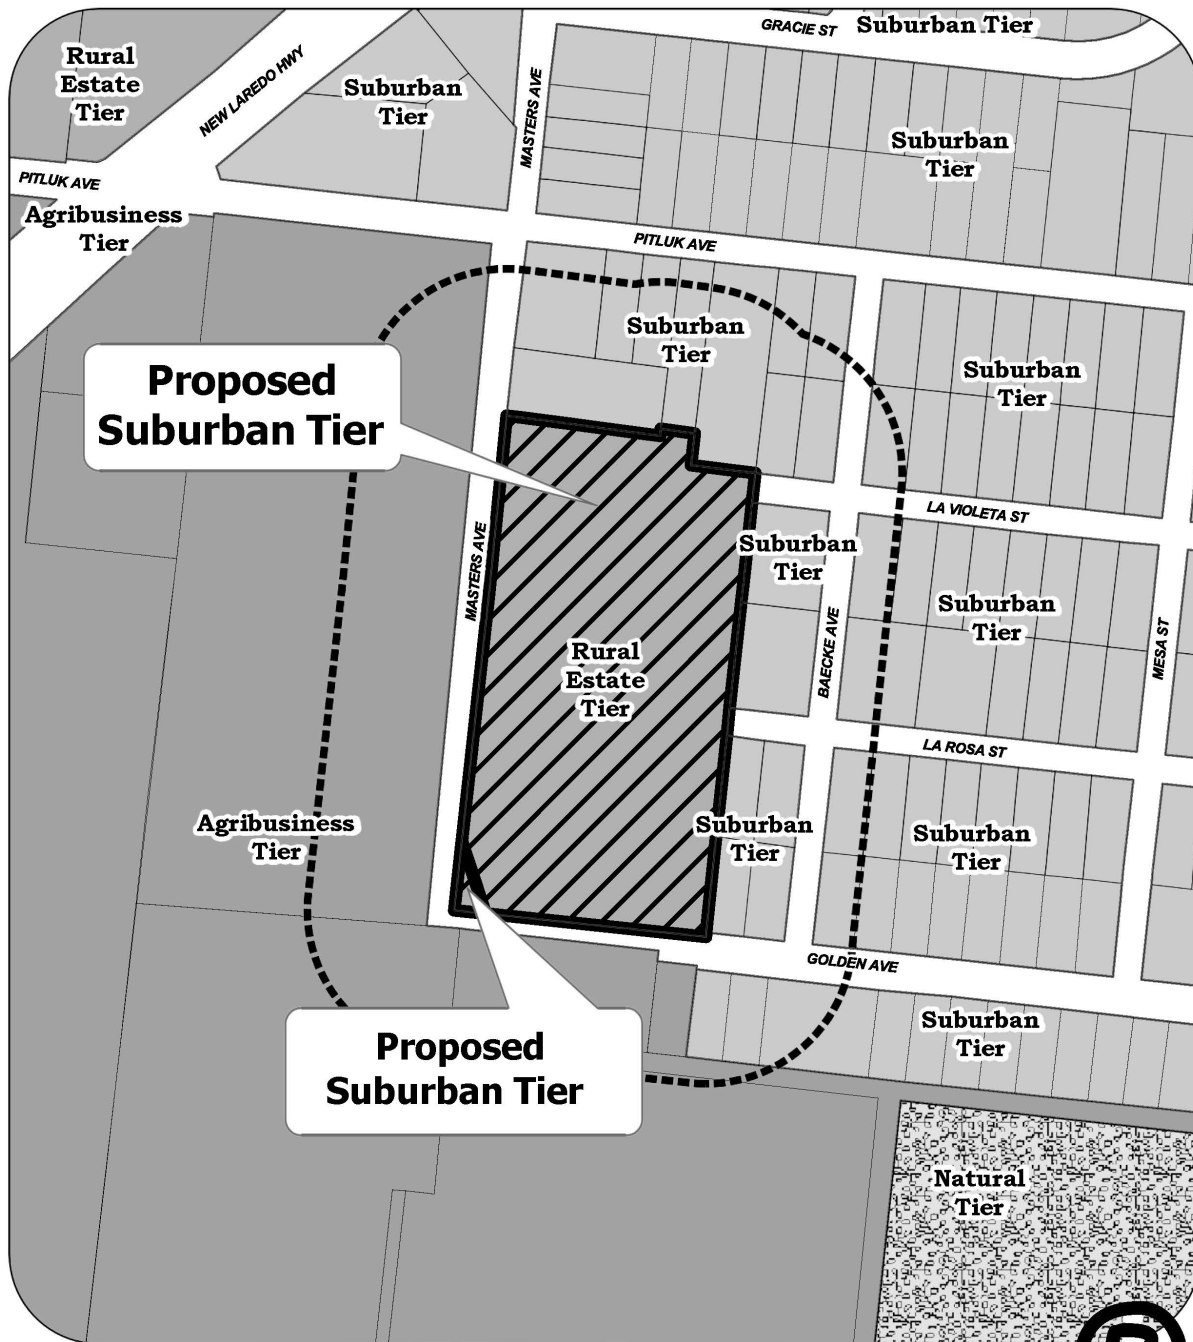 GRACIE ST
Suburban Tier
Rural
Estate
Tier
NEW LAREDO HWY
Suburban
Tier
MASTERS AVE
Suburban
Tier
PITLUK AVE
Agribusiness
Tier
PITLUK AVE
Suburban
Tier
Suburban
Tier
Proposed
Suburban Tier
LA VIOLETA ST
MASTERS AVE
Suburban
Tier
Suburban
Tier
BAECKE AVE
MESA ST
Rural
Estate
Tier
LA ROSA ST
Agribusiness
Tier
Suburban
Tier
Suburban
Tier
GOLDEN AVE
Suburban
Tier
Proposed
Suburban Tier
Natural
Tier